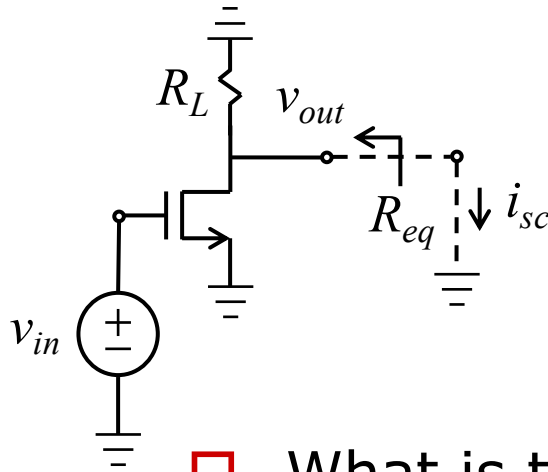 R_L
v_out
R_eq
i_sc
v_in
+
−
What is t